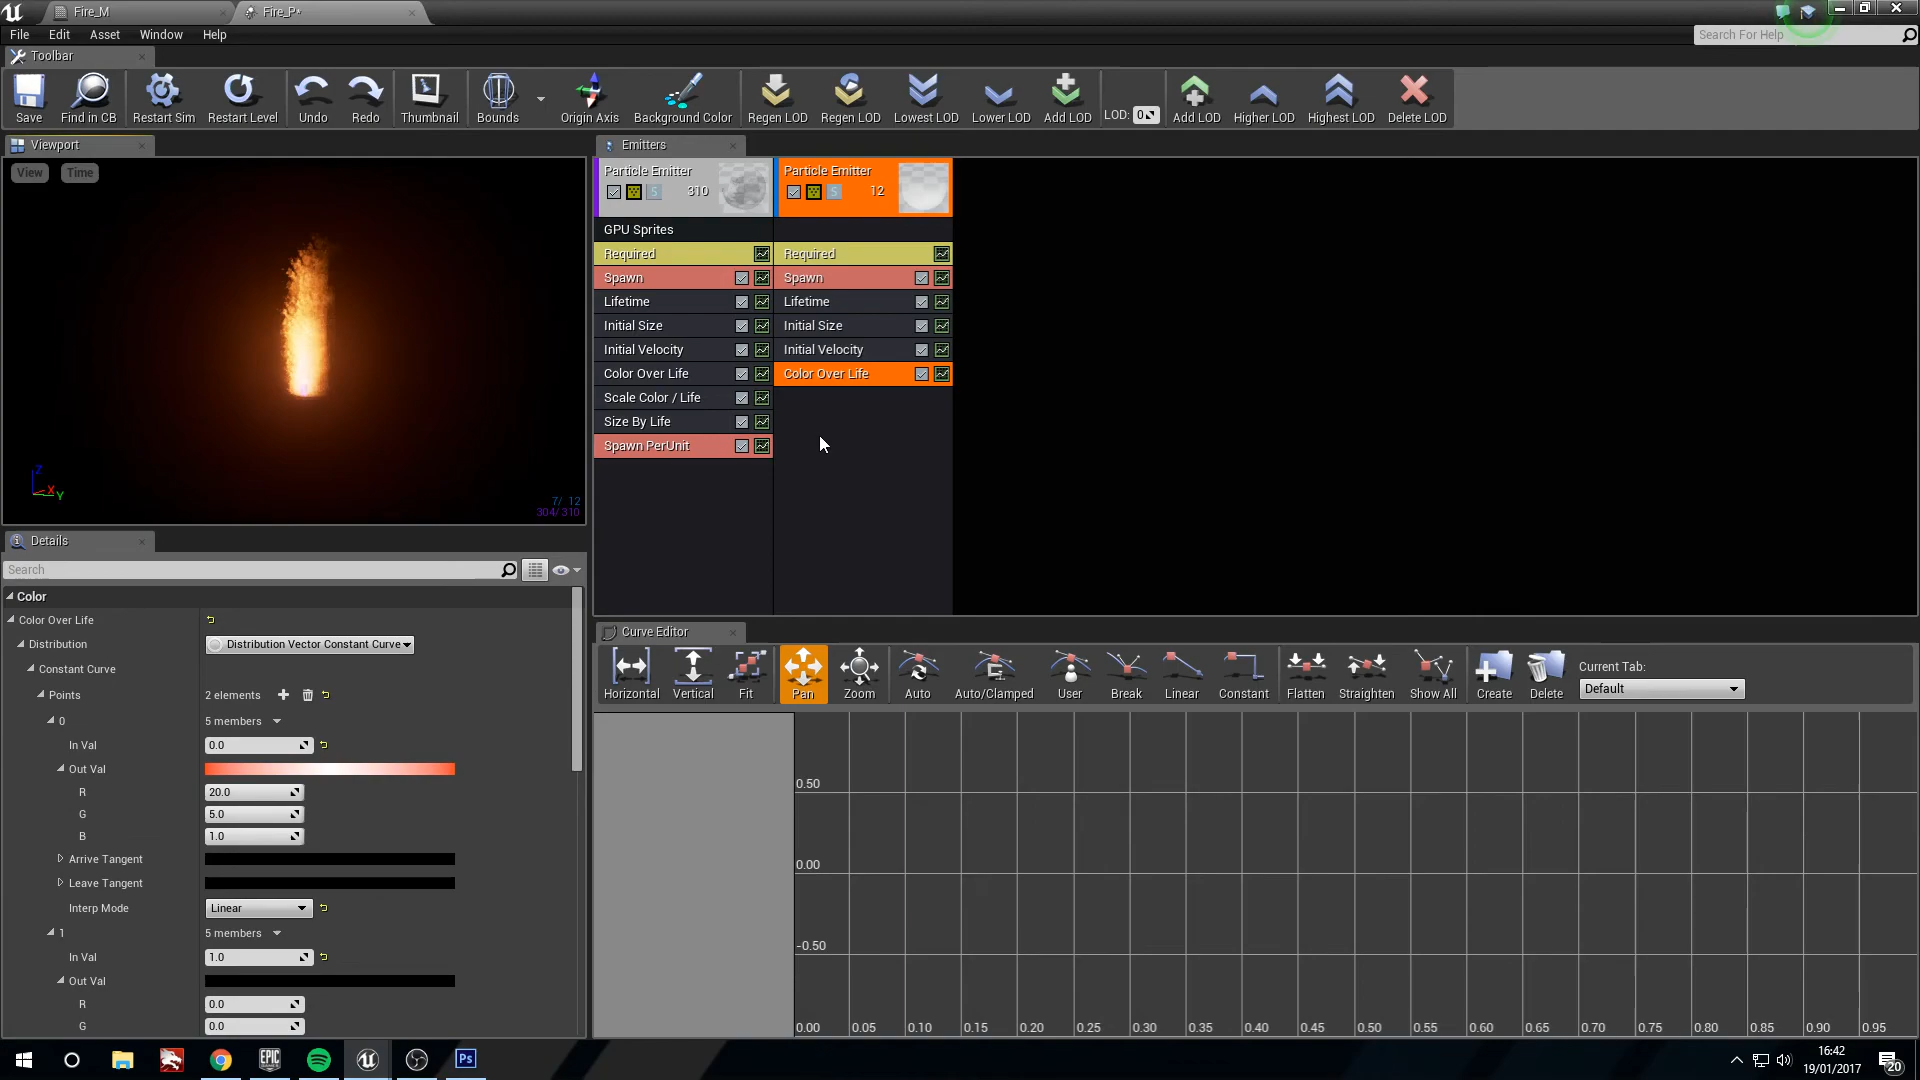 Fire_M
Fire_P*
File Edit Asset Window Help
Search For Help
Toolbar
Save Find in CB Restart Sim Restart Level Undo Redo Thumbnail Bounds Origin Axis Background Color Regen LOD Regen LOD Lowest LOD Lower LOD Add LOD LOD: 0 Add LOD Higher LOD Highest LOD Delete LOD
Viewport
View Time
Z
X
Y
7/ 12
304/ 310
Emitters
Particle Emitter
S 310
Particle Emitter
S 12
GPU Sprites
Required Required
Spawn Spawn
Lifetime Lifetime
Initial Size Initial Size
Initial Velocity Initial Velocity
Color Over Life Color Over Life
Scale Color / Life
Size By Life
Spawn PerUnit
Details
Search
Color
Color Over Life
Distribution Distribution Vector Constant Curve
Constant Curve
Points 2 elements
0 5 members
In Val 0.0
Out Val
R 20.0
G 5.0
B 1.0
Arrive Tangent
Leave Tangent
Interp Mode Linear
1 5 members
In Val 1.0
Out Val
R 0.0
G 0.0
Curve Editor
Horizontal Vertical Fit Pan Zoom Auto Auto/Clamped User Break Linear Constant Flatten Straighten Show All Create Delete
Current Tab:
Default
0.50
0.00
-0.50
0.00 0.05 0.10 0.15 0.20 0.25 0.30 0.35 0.40 0.45 0.50 0.55 0.60 0.65 0.70 0.75 0.80 0.85 0.90 0.95
EPIC
GAMES
Ps
16:42
19/01/2017
20